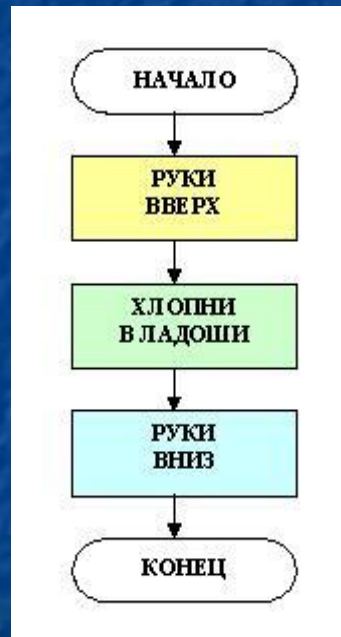 НАЧАЛО
РУКИ
ВВЕРХ
ХЛОПНИ
В ЛАДОШИ
РУКИ
ВНИЗ
КОНЕЦ